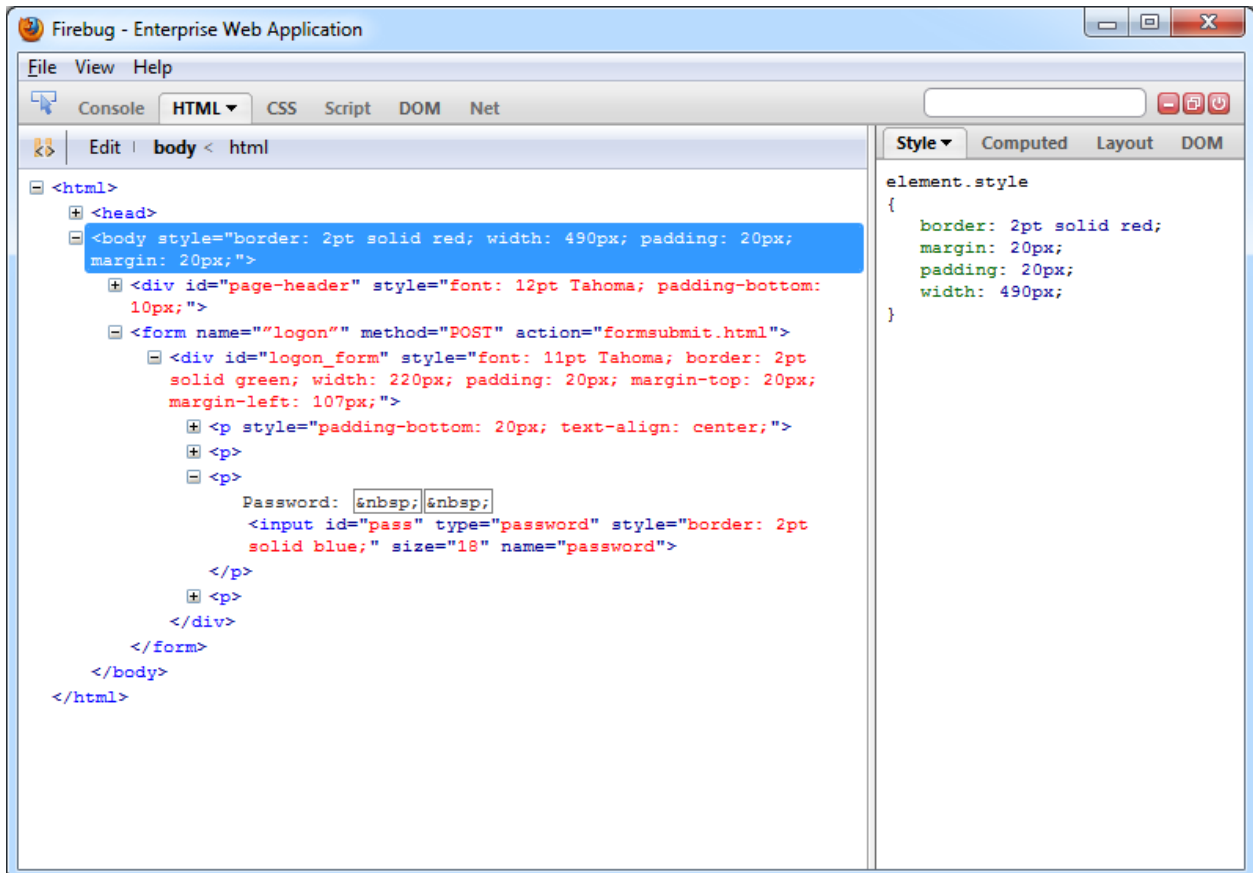 Firebug - Enterprise Web Application
File View Help
Console HTML CSS Script DOM Net
Edit body < html
Style Computed Layout DOM
<html>
<head>
<body style="border: 2pt solid red; width: 490px; padding: 20px;
margin: 20px;">
<div id="page-header" style="font: 12pt Tahoma; padding-bottom:
10px;">
<form name="”logon”" method="POST" action="formsubmit.html">
<div id="logon_form" style="font: 11pt Tahoma; border: 2pt
solid green; width: 220px; padding: 20px; margin-top: 20px;
margin-left: 107px;">
<p style="padding-bottom: 20px; text-align: center;">
<p>
<p>
Password: &nbsp;&nbsp;
<input id="pass" type="password" style="border: 2pt
solid blue;" size="18" name="password">
</p>
<p>
</div>
</form>
</body>
</html>
element.style
{
border: 2pt solid red;
margin: 20px;
padding: 20px;
width: 490px;
}